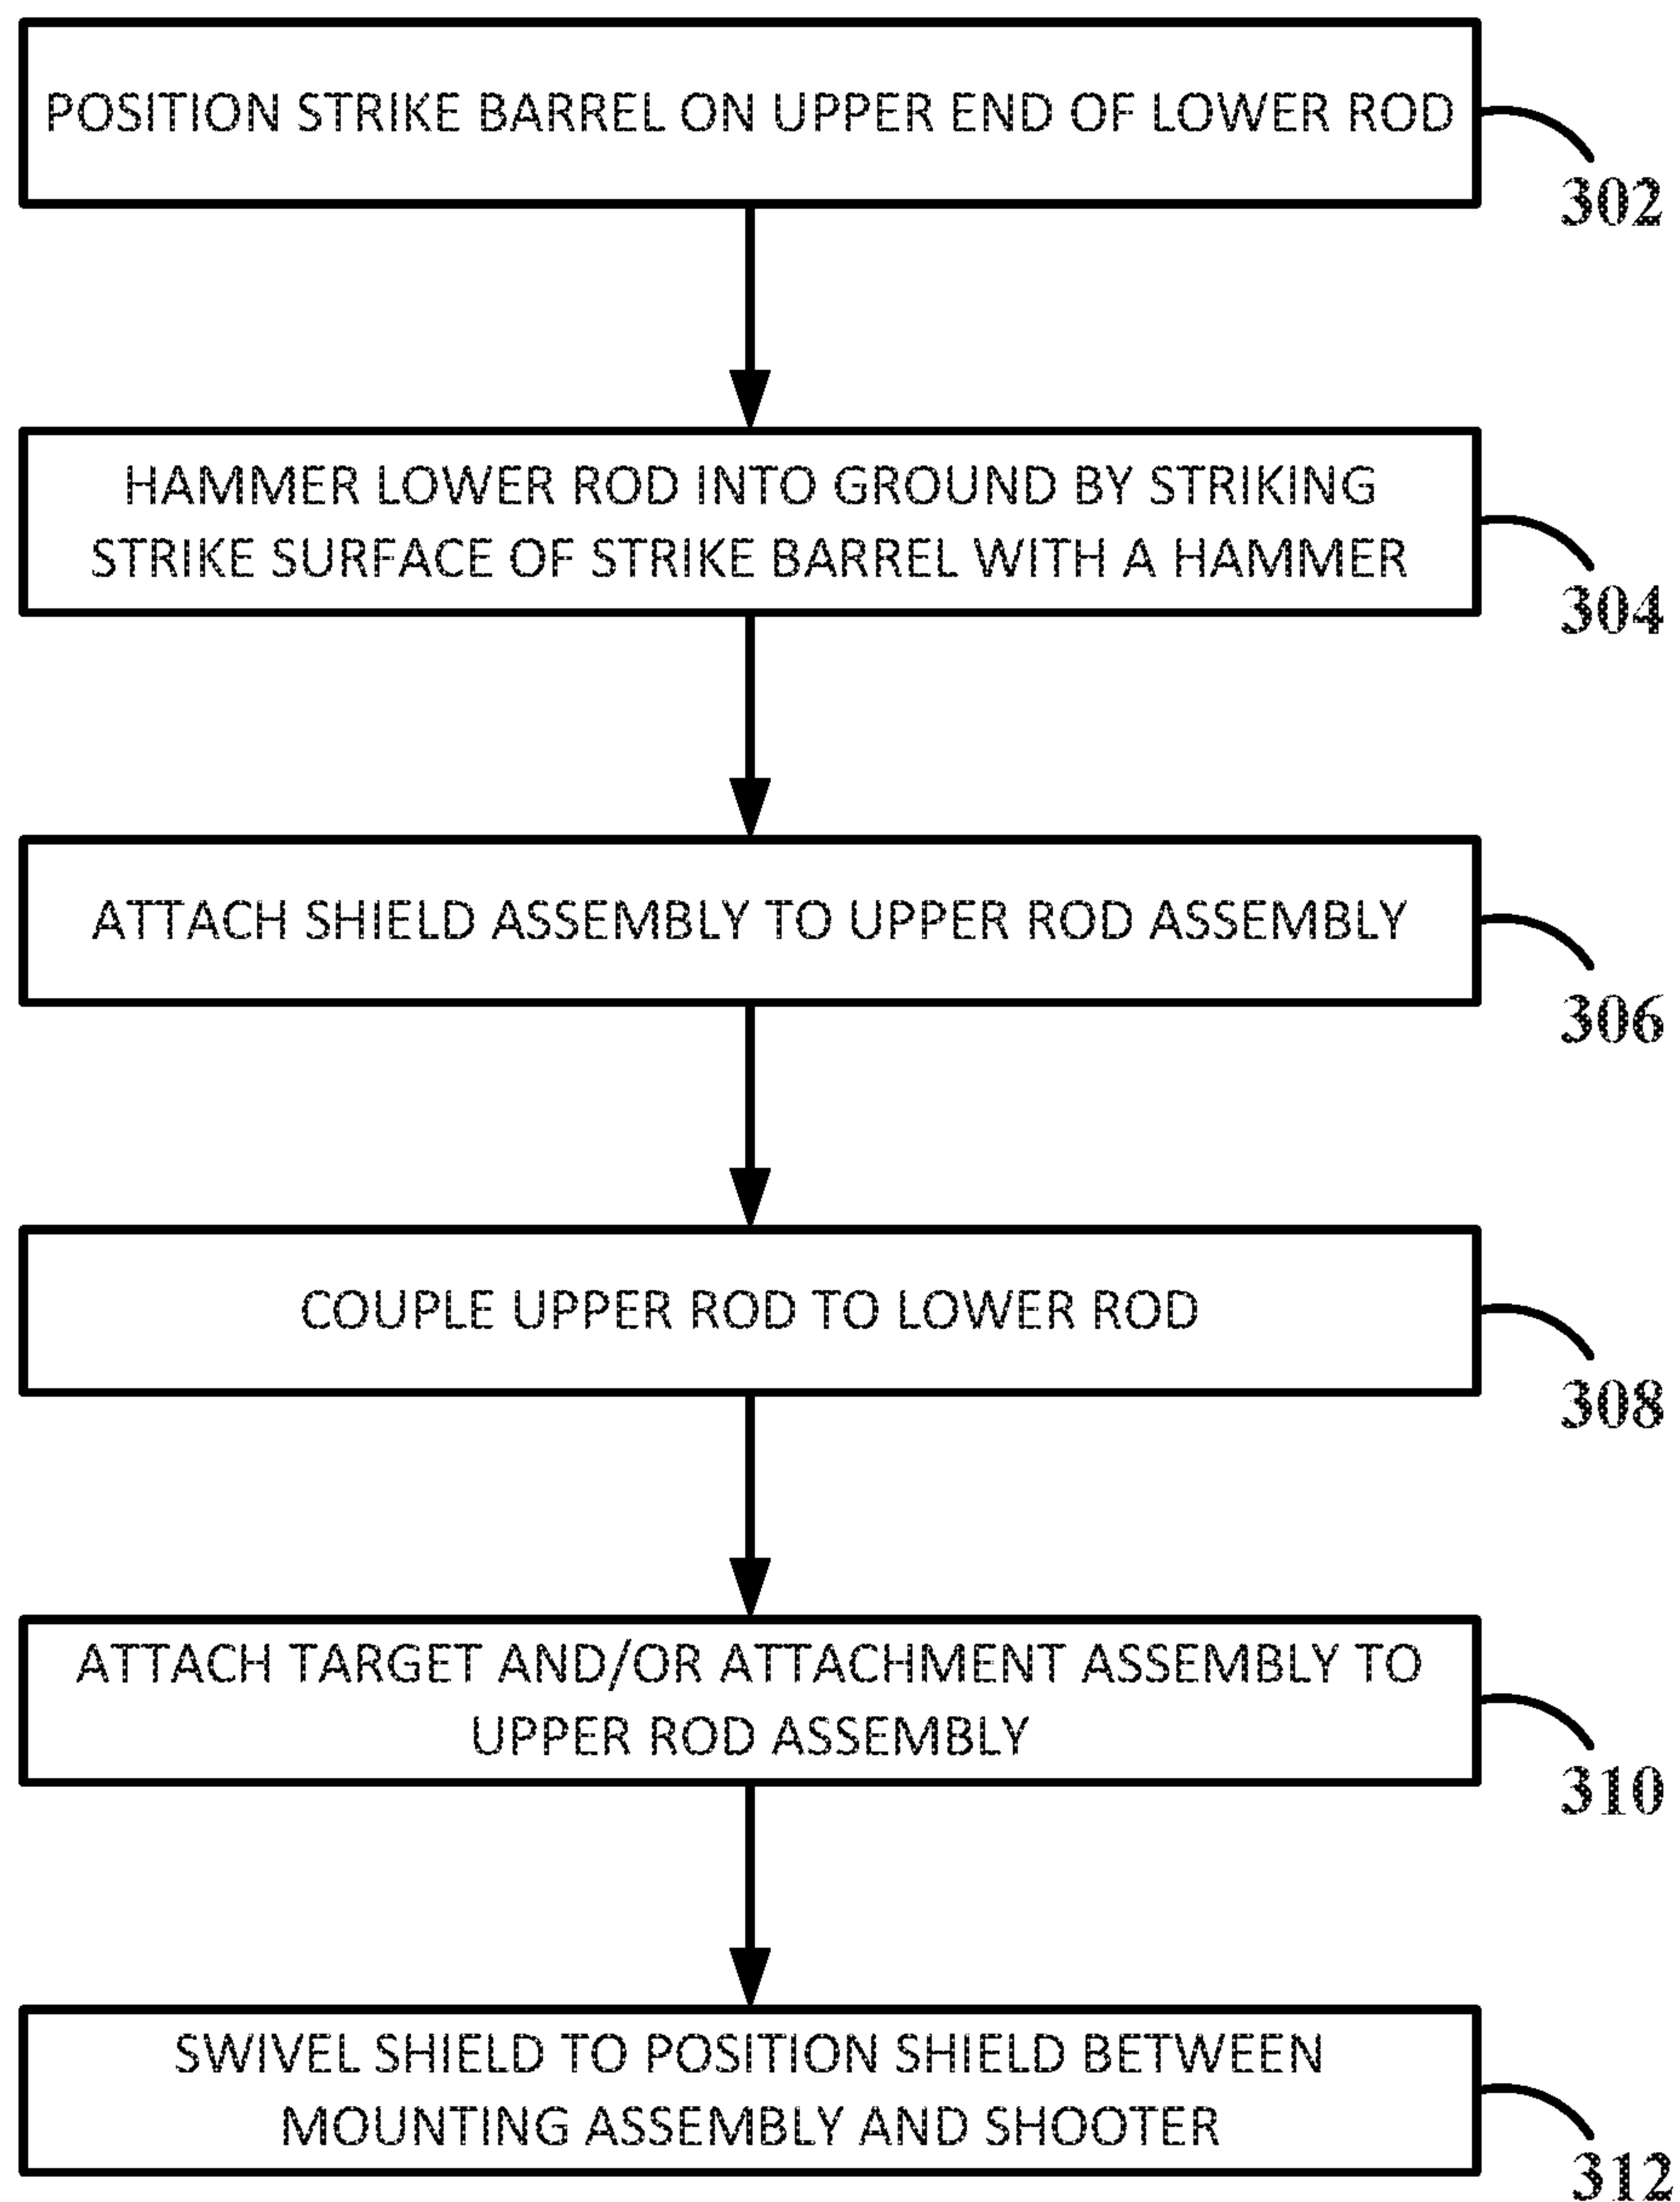 POSITION STRIKE BARREL ON UPPER END OF LOWER ROD
302
HAMMER LOWER ROD INTO GROUND BY STRIKING
STRIKE SURFACE OF STRIKE BARREL WITH A HAMMER
304
ATTACH SHIELD ASSEMBLY TO UPPER ROD ASSEMBLY
306
COUPLE UPPER ROD TO LOWER ROD
308
ATTACH TARGET AND/OR ATTACHMENT ASSEMBLY TO
UPPER ROD ASSEMBLY
310
SWIVEL SHIELD TO POSITION SHIELD BETWEEN
MOUNTING ASSEMBLY AND SHOOTER
312